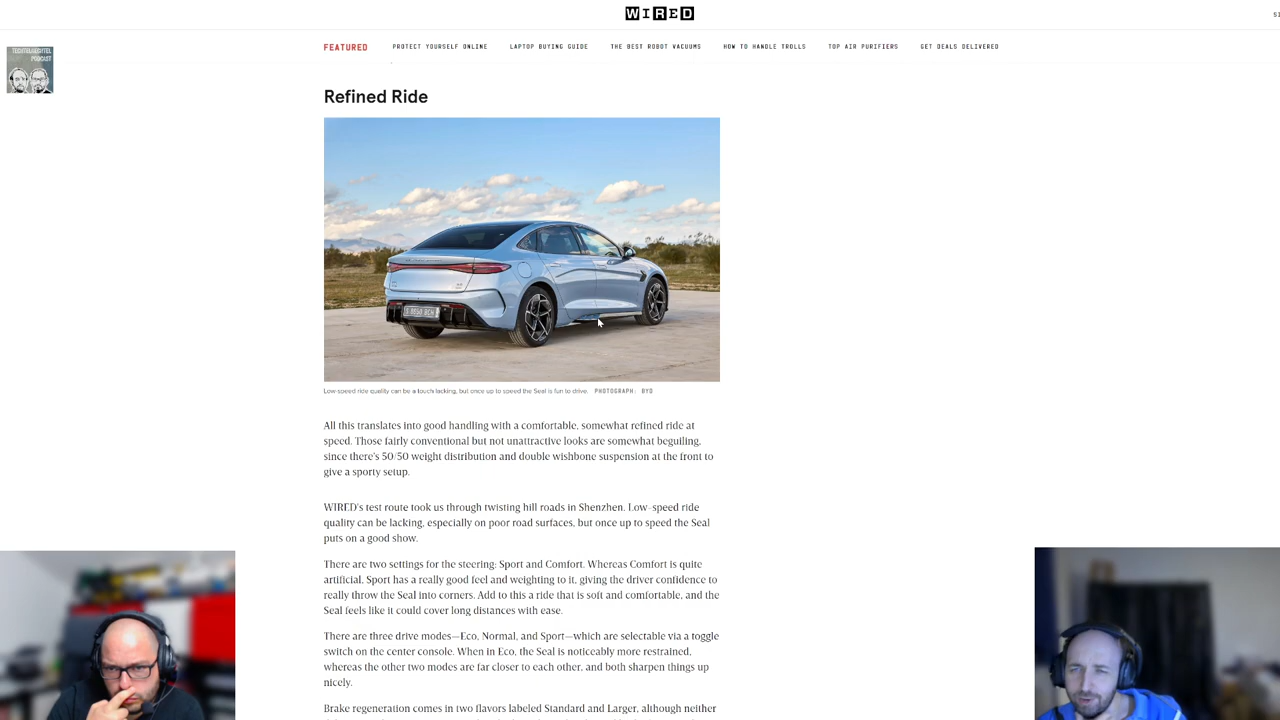 WIRED
FEATURED
PROTECT YOURSELF ONLINE
LAPTOP BUYING GUIDE
THE BEST ROBOT VACUUMS
HOW TO HANDLE TROLLS
TOP AIR PURIFIERS
GET DEALS DELIVERED
PODCAST
Refined Ride
Low-speed ride quality can be a touch lacking, but once up to speed the Seal is fun to drive. PHOTOGRAPH: BYD
All this translates into good handling with a comfortable, somewhat refined ride at
speed. Those fairly conventional but not unattractive looks are somewhat beguiling,
since there's 50/50 weight distribution and double wishbone suspension at the front to
give a sporty setup.
WIRED's test route took us through twisting hill roads in Shenzhen. Low-speed ride
quality can be lacking, especially on poor road surfaces, but once up to speed the Seal
puts on a good show.
There are two settings for the steering: Sport and Comfort. Whereas Comfort is quite
artificial, Sport has a really good feel and weighting to it, giving the driver confidence to
really throw the Seal into corners. Add to this a ride that is soft and comfortable, and the
Seal feels like it could cover long distances with ease.
There are three drive modes—Eco, Normal, and Sport—which are selectable via a toggle
switch on the center console. When in Eco, the Seal is noticeably more restrained,
whereas the other two modes are far closer to each other, and both sharpen things up
nicely.
Brake regeneration comes in two flavors labeled Standard and Larger, although neither